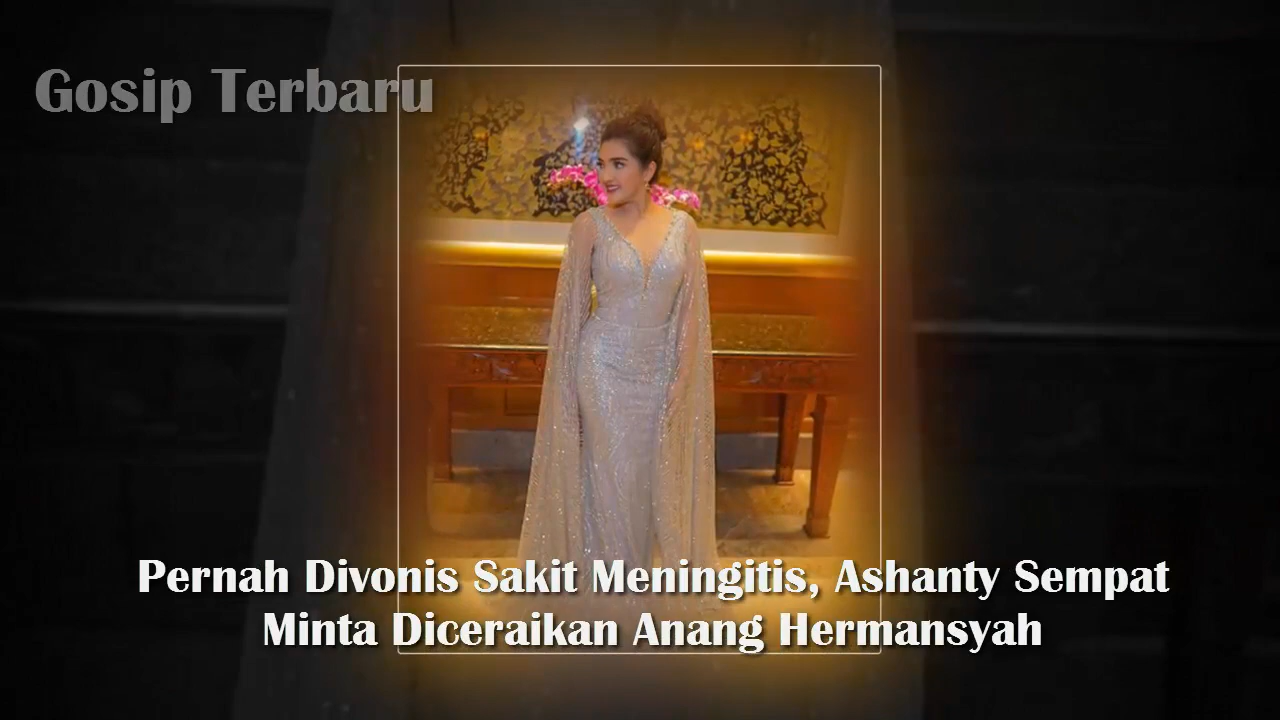 Gosip Terbaru
Pernah Divonis Sakit Meningitis, Ashanty Sempat
Minta Diceraikan Anang Hermansyah